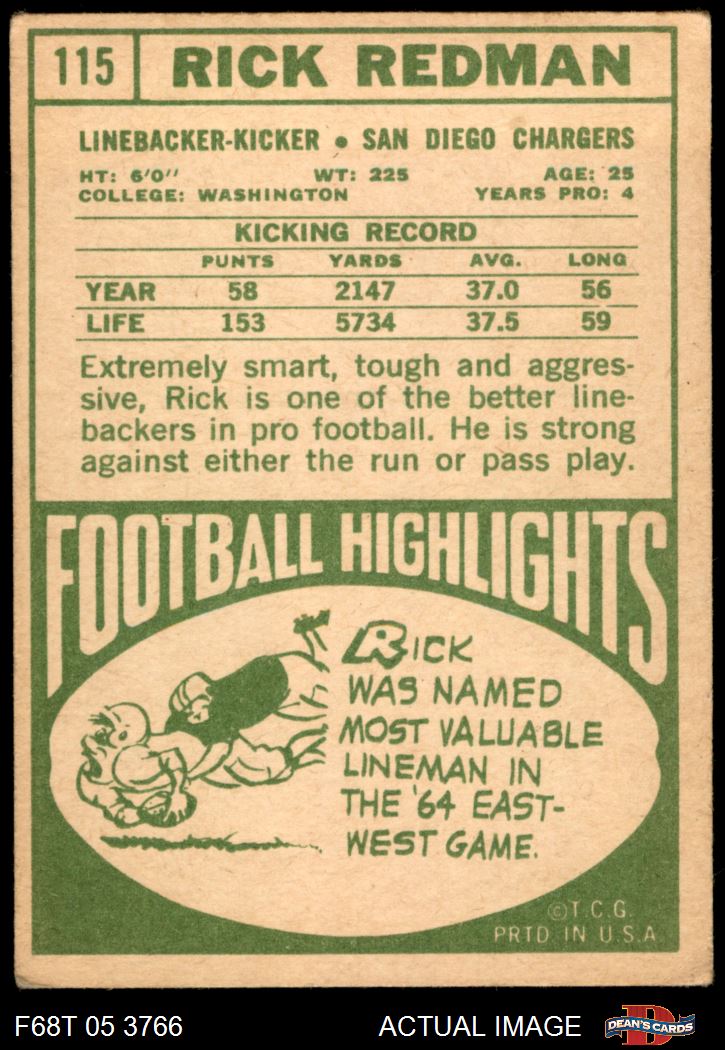 115 RICK REDMAN
LINEBACKER-KICKER • SAN DIEGO CHARGERS
HT: 6'0" WT: 225 AGE: 25
COLLEGE: WASHINGTON YEARS PRO: 4
KICKING RECORD
PUNTS YARDS AVG. LONG
YEAR 58 2147 37.0 56
LIFE 153 5734 37.5 59
Extremely smart, tough and aggres-
sive, Rick is one of the better line-
backers in pro football. He is strong
against either the run or pass play.
FOOTBALL HIGHLIGHTS
RICK
WAS NAMED
MOST VALUABLE
LINEMAN IN
THE '64 EAST-
WEST GAME.
©T.C.G.
PRTD IN U.S.A
F68T 05 3766 ACTUAL IMAGE D DEAN'S CARDS